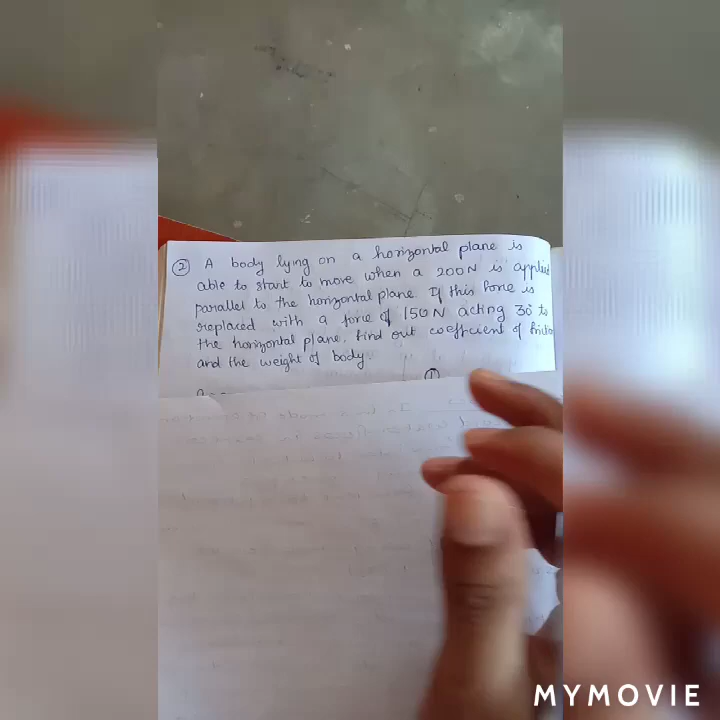 ② A body lying on a horizontal plane is
able to start to move when a 200N is applied
parallel to the horizontal plane. If this force is
replaced with a force of 150N acting 30° to
the horizontal plane. find out coefficient of frictio
and the weight of body.
①
MYMOVIE